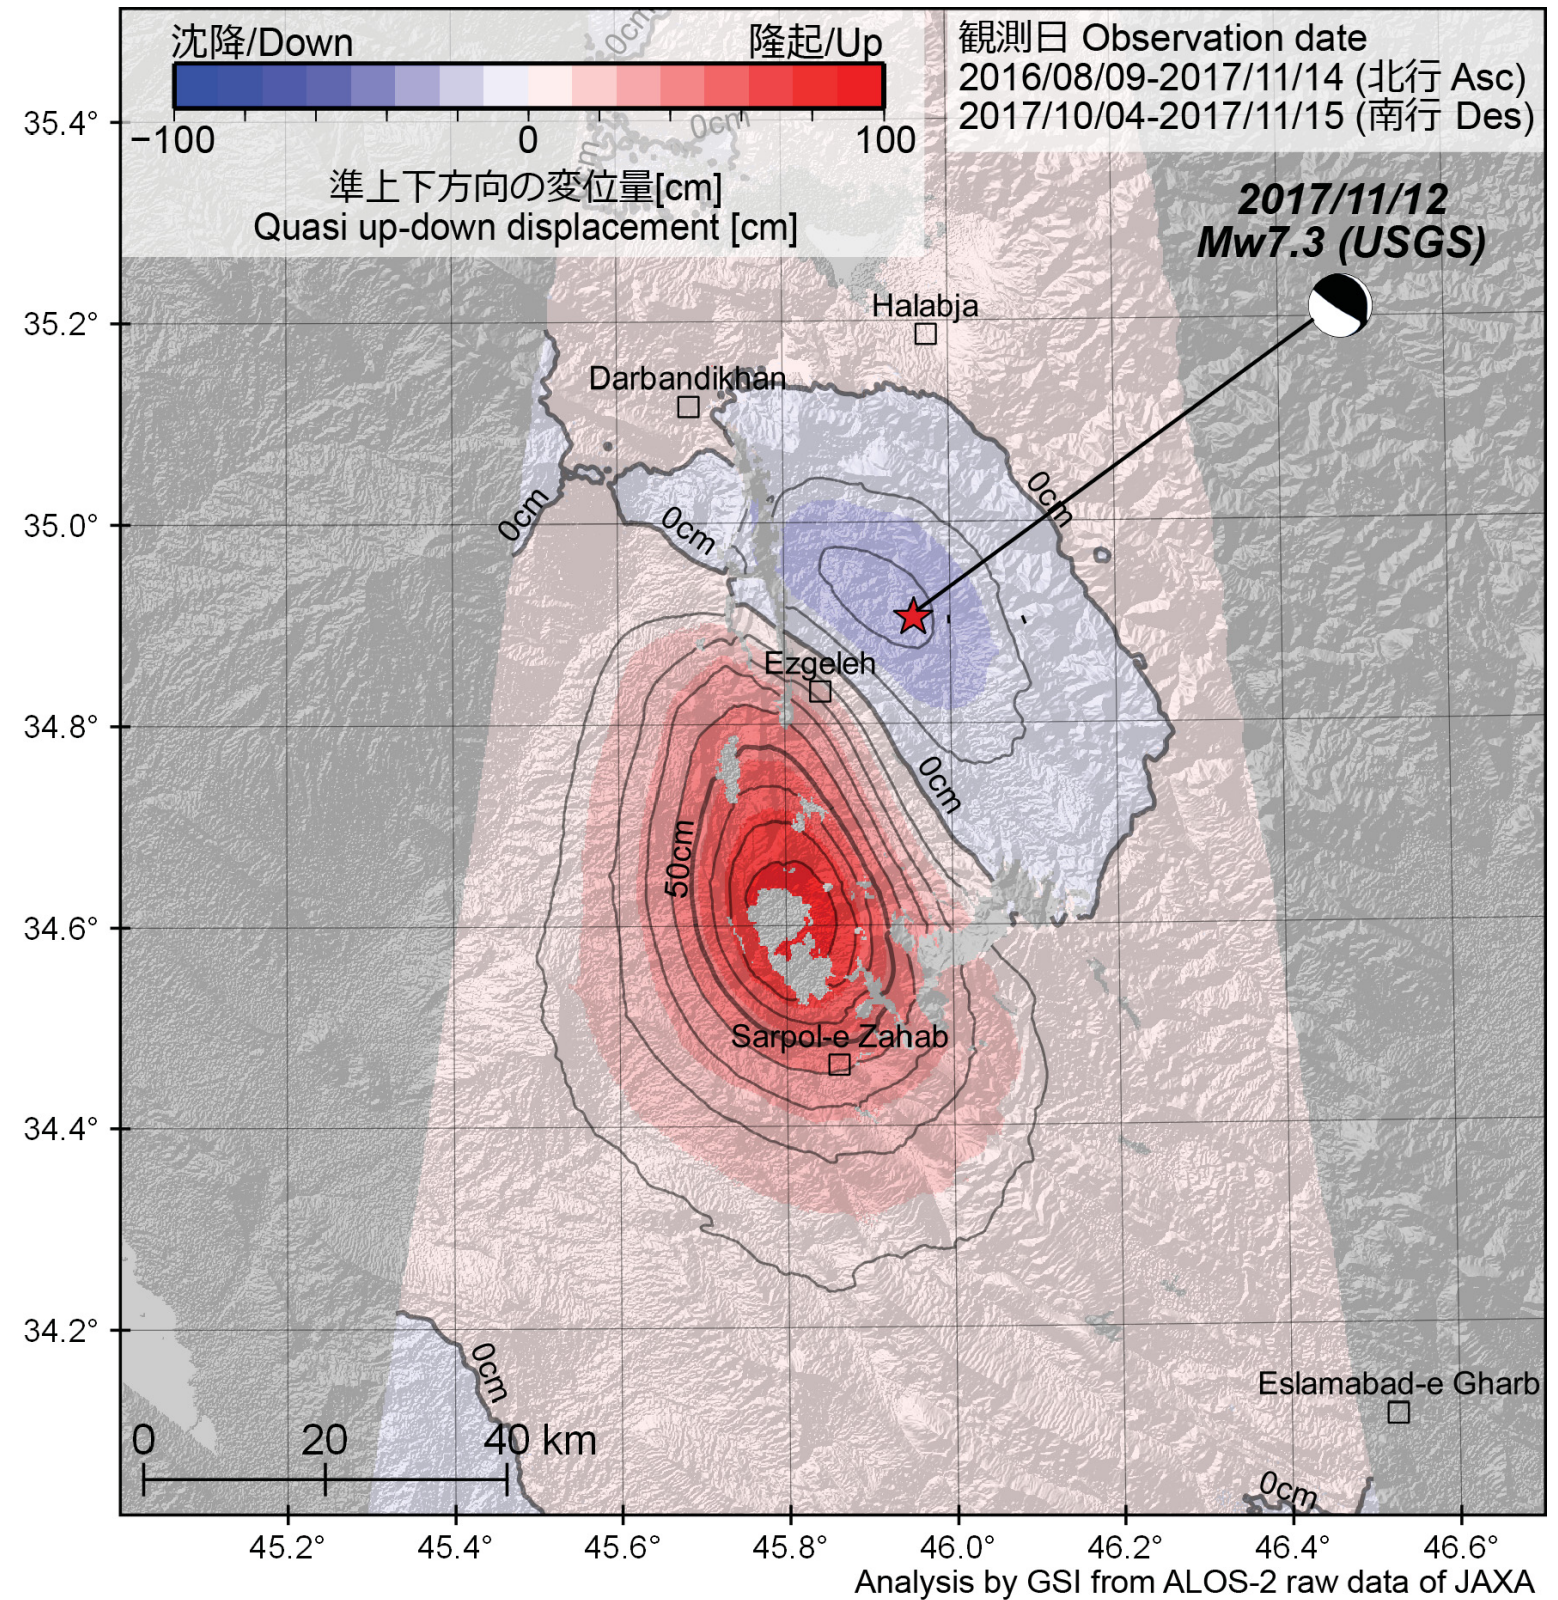 沈降/Down
隆起/Up
−100
0
100
準上下方向の変位量[cm]
Quasi up-down displacement [cm]
観測日 Observation date
2016/08/09-2017/11/14 (北行 Asc)
2017/10/04-2017/11/15 (南行 Des)
0cm
0cm
0cm
2017/11/12
Mw7.3 (USGS)
Halabja
Darbandikhan
0cm
0cm
0cm
Ezgeleh
0cm
50cm
Sarpol-e Zahab
0cm
Eslamabad-e Gharb
0cm
0
20
40 km
35.4°
35.2°
35.0°
34.8°
34.6°
34.4°
34.2°
45.2°
45.4°
45.6°
45.8°
46.0°
46.2°
46.4°
46.6°
Analysis by GSI from ALOS-2 raw data of JAXA